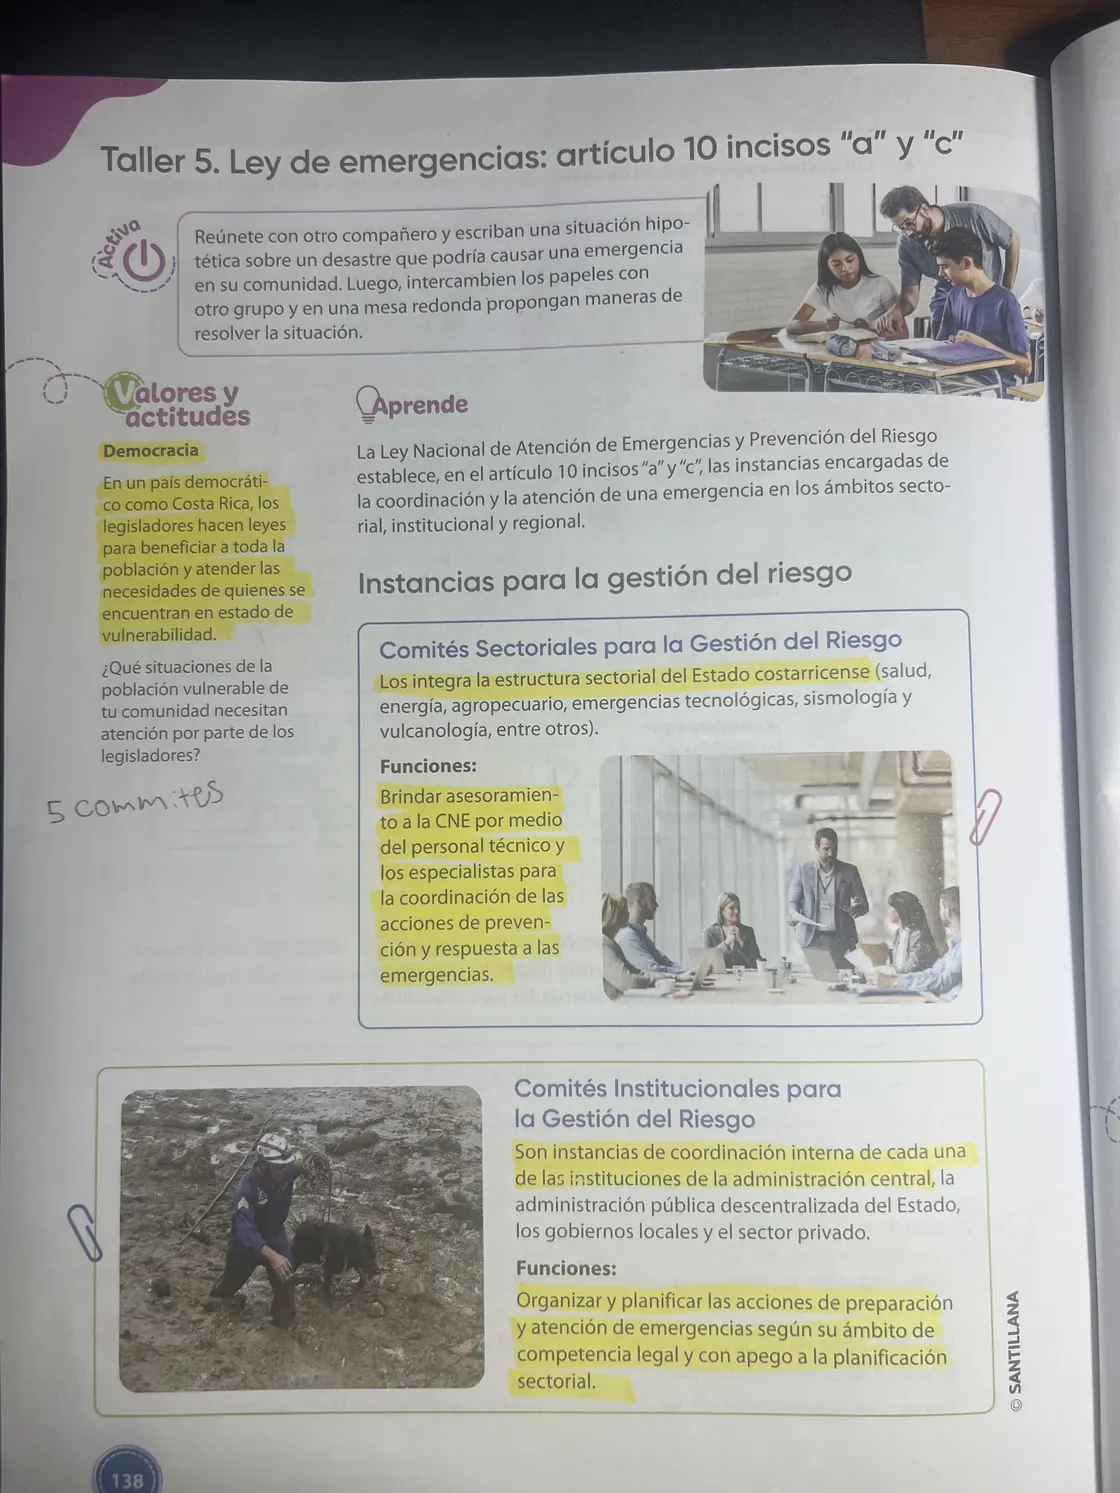 Taller 5. Ley de emergencias: artículo 10 incisos “a” y “c”
Activa
Reúnete con otro compañero y escriban una situación hipo-
tética sobre un desastre que podría causar una emergencia
en su comunidad. Luego, intercambien los papeles con
otro grupo y en una mesa redonda propongan maneras de
resolver la situación.
Valores y
actitudes
Democracia
En un país democráti-
co como Costa Rica, los
legisladores hacen leyes
para beneficiar a toda la
población y atender las
necesidades de quienes se
encuentran en estado de
vulnerabilidad.
¿Qué situaciones de la
población vulnerable de
tu comunidad necesitan
atención por parte de los
legisladores?
5 commites
Aprende
La Ley Nacional de Atención de Emergencias y Prevención del Riesgo
establece, en el artículo 10 incisos “a” y “c”, las instancias encargadas de
la coordinación y la atención de una emergencia en los ámbitos secto-
rial, institucional y regional.
Instancias para la gestión del riesgo
Comités Sectoriales para la Gestión del Riesgo
Los integra la estructura sectorial del Estado costarricense (salud,
energía, agropecuario, emergencias tecnológicas, sismología y
vulcanología, entre otros).
Funciones:
Brindar asesoramien-
to a la CNE por medio
del personal técnico y
los especialistas para
la coordinación de las
acciones de preven-
ción y respuesta a las
emergencias.
Comités Institucionales para
la Gestión del Riesgo
Son instancias de coordinación interna de cada una
de las instituciones de la administración central, la
administración pública descentralizada del Estado,
los gobiernos locales y el sector privado.
Funciones:
Organizar y planificar las acciones de preparación
y atención de emergencias según su ámbito de
competencia legal y con apego a la planificación
sectorial.
© SANTILLANA
138